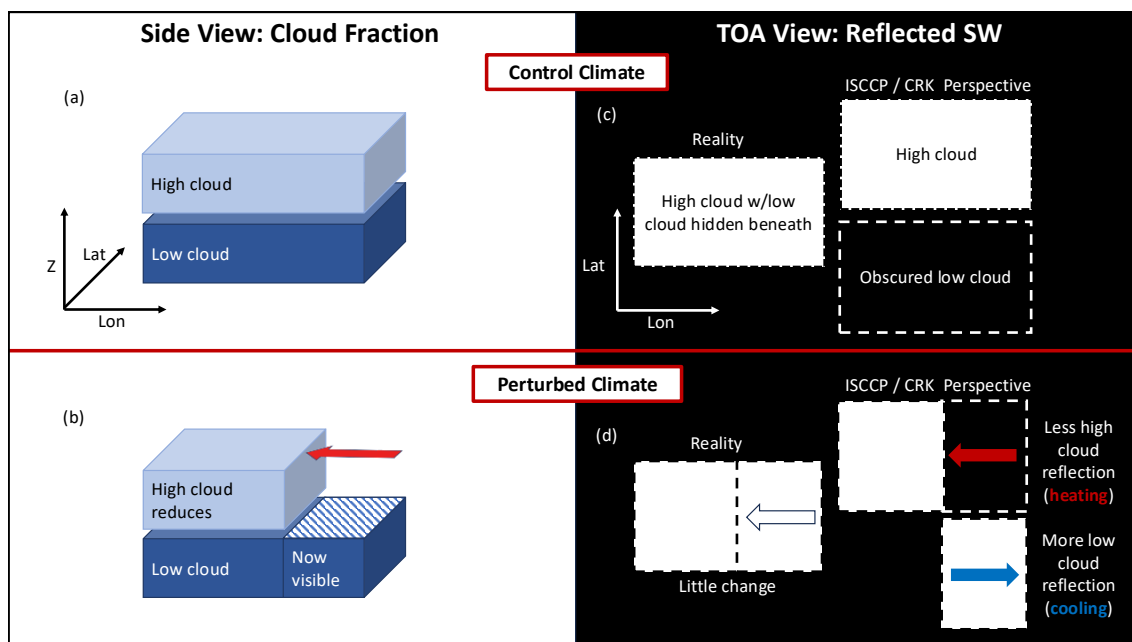 Side View: Cloud Fraction
TOA View: Reflected SW
Control Climate
(a)
High cloud
Low cloud
Z
Lat
Lon
(c)
Reality
High cloud w/low
cloud hidden beneath
Lat
Lon
ISCCP / CRK Perspective
High cloud
Obscured low cloud
Perturbed Climate
(b)
High cloud
reduces
Low cloud
Now
visible
(d)
Reality
Little change
ISCCP / CRK Perspective
Less high
cloud
reflection
(heating)
More low
cloud
reflection
(cooling)